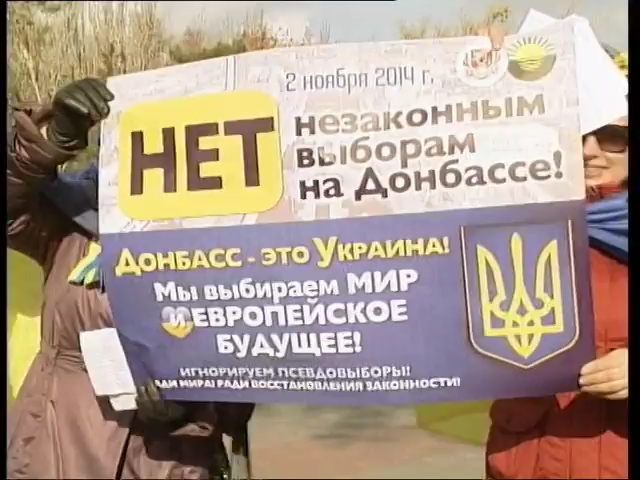 2 ноября 2014 г.
НЕТ
незаконным
выборам
на Донбассе!
Донбасс - это Украина!
Мы выбираем МИР
ЕВРОПЕЙСКОЕ
БУДУЩЕЕ!
ИГНОРИРУЕМ ПСЕВДОВЫБОРЫ!
РАДИ МИРА! РАДИ ВОССТАНОВЛЕНИЯ ЗАКОННОСТИ!